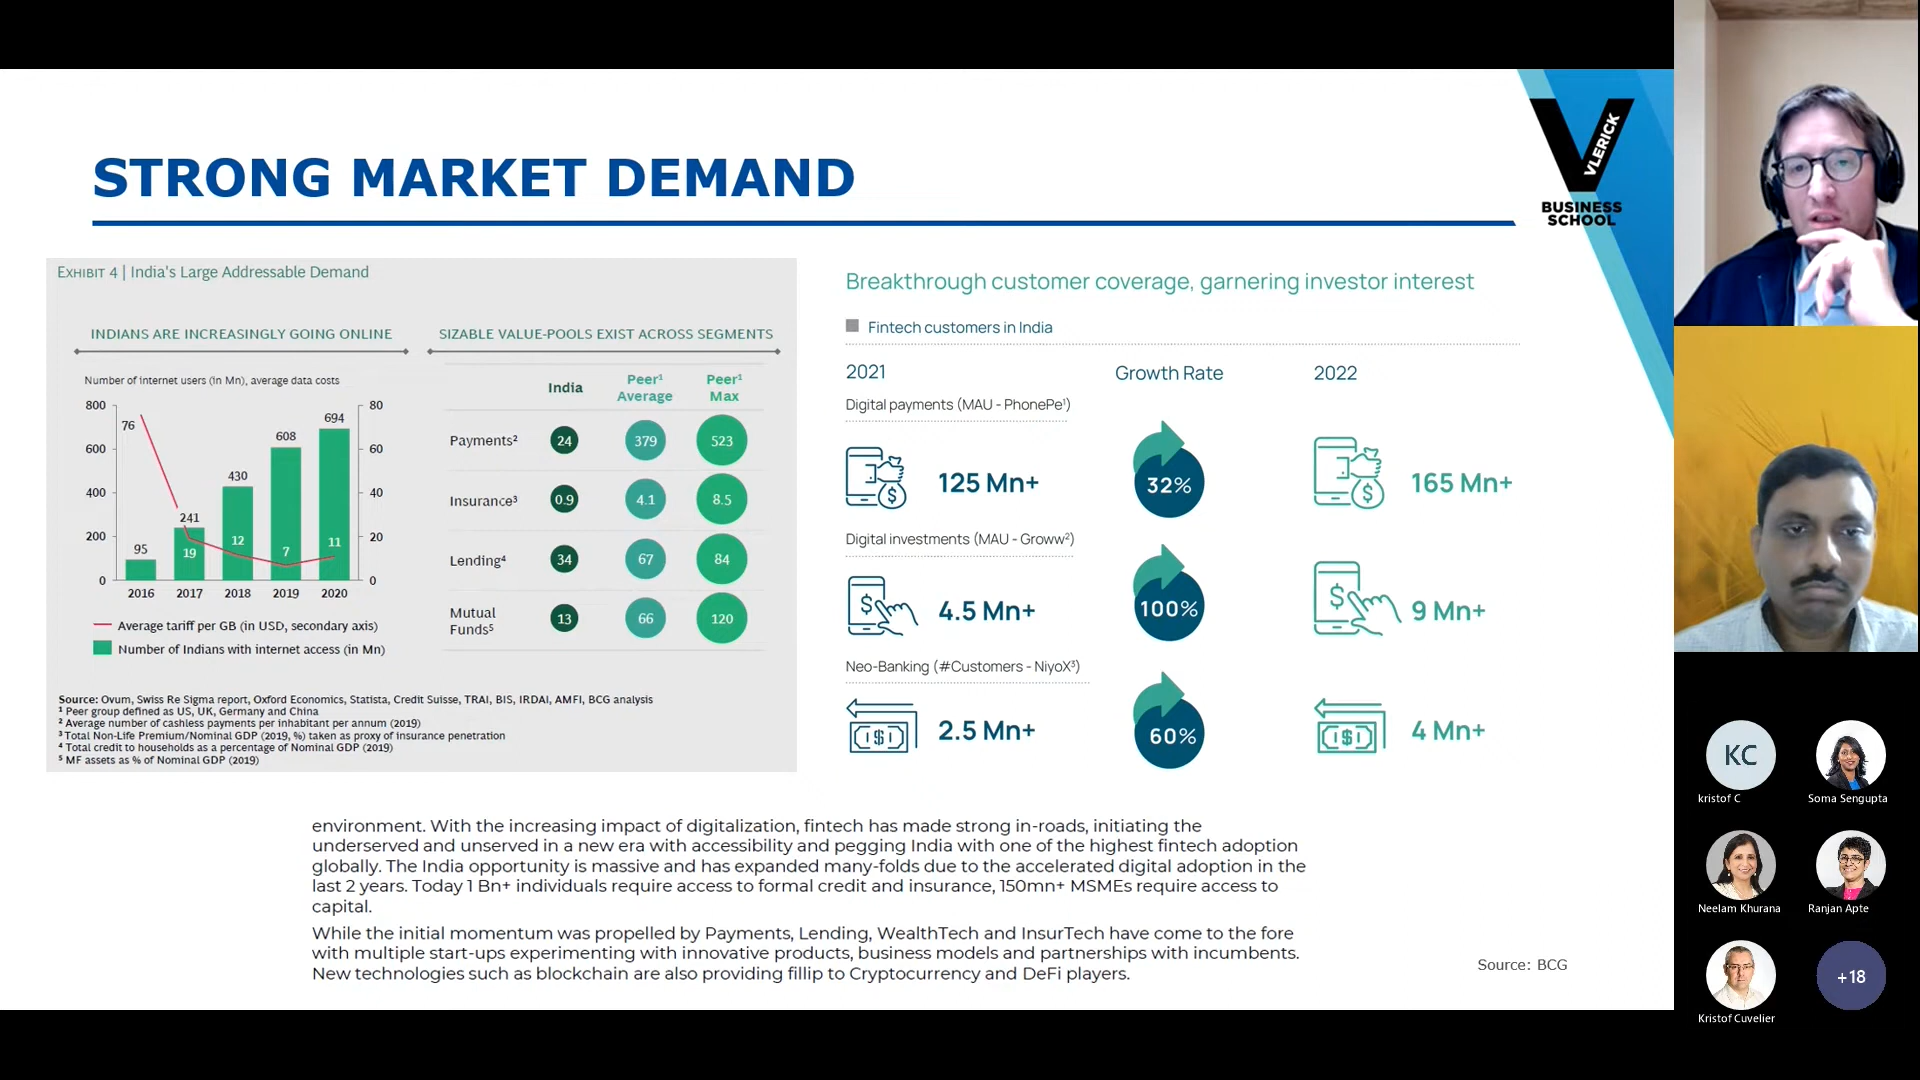 STRONG MARKET DEMAND
VLERICK
BUSINESS
SCHOOL
EXHIBIT 4 | India's Large Addressable Demand
INDIANS ARE INCREASINGLY GOING ONLINE
Number of internet users (in Mn), average data costs
800
600
400
200
0
80
60
40
20
0
76
95
241
19
430
12
608
7
694
11
2016 2017 2018 2019 2020
Average tariff per GB (in USD, secondary axis)
Number of Indians with internet access (in Mn)
SIZABLE VALUE-POOLS EXIST ACROSS SEGMENTS
India Peer¹ Average Peer¹ Max
Payments² 24 379 523
Insurance³ 0.9 4.1 8.5
Lending⁴ 34 67 84
Mutual Funds⁵ 13 66 120
Source: Ovum, Swiss Re Sigma report, Oxford Economics, Statista, Credit Suisse, TRAI, BIS, IRDAI, AMFI, BCG analysis
¹ Peer group defined as US, UK, Germany and China
² Average number of cashless payments per inhabitant per annum (2019)
³ Total Non-Life Premium/Nominal GDP (2019, %) taken as proxy of insurance penetration
⁴ Total credit to households as a percentage of Nominal GDP (2019)
⁵ MF assets as % of Nominal GDP (2019)
Breakthrough customer coverage, garnering investor interest
Fintech customers in India
2021 Growth Rate 2022
Digital payments (MAU - PhonePe¹)
125 Mn+ 32% 165 Mn+
Digital investments (MAU - Groww²)
4.5 Mn+ 100% 9 Mn+
Neo-Banking (#Customers - NiyoX³)
2.5 Mn+ 60% 4 Mn+
environment. With the increasing impact of digitalization, fintech has made strong in-roads, initiating the
underserved and unserved in a new era with accessibility and pegging India with one of the highest fintech adoption
globally. The India opportunity is massive and has expanded many-folds due to the accelerated digital adoption in the
last 2 years. Today 1 Bn+ individuals require access to formal credit and insurance, 150mn+ MSMEs require access to
capital.
While the initial momentum was propelled by Payments, Lending, WealthTech and InsurTech have come to the fore
with multiple start-ups experimenting with innovative products, business models and partnerships with incumbents.
New technologies such as blockchain are also providing fillip to Cryptocurrency and DeFi players.
Source: BCG
KC
kristof C
Soma Sengupta
Neelam Khurana
Ranjan Apte
Kristof Cuvelier
+18